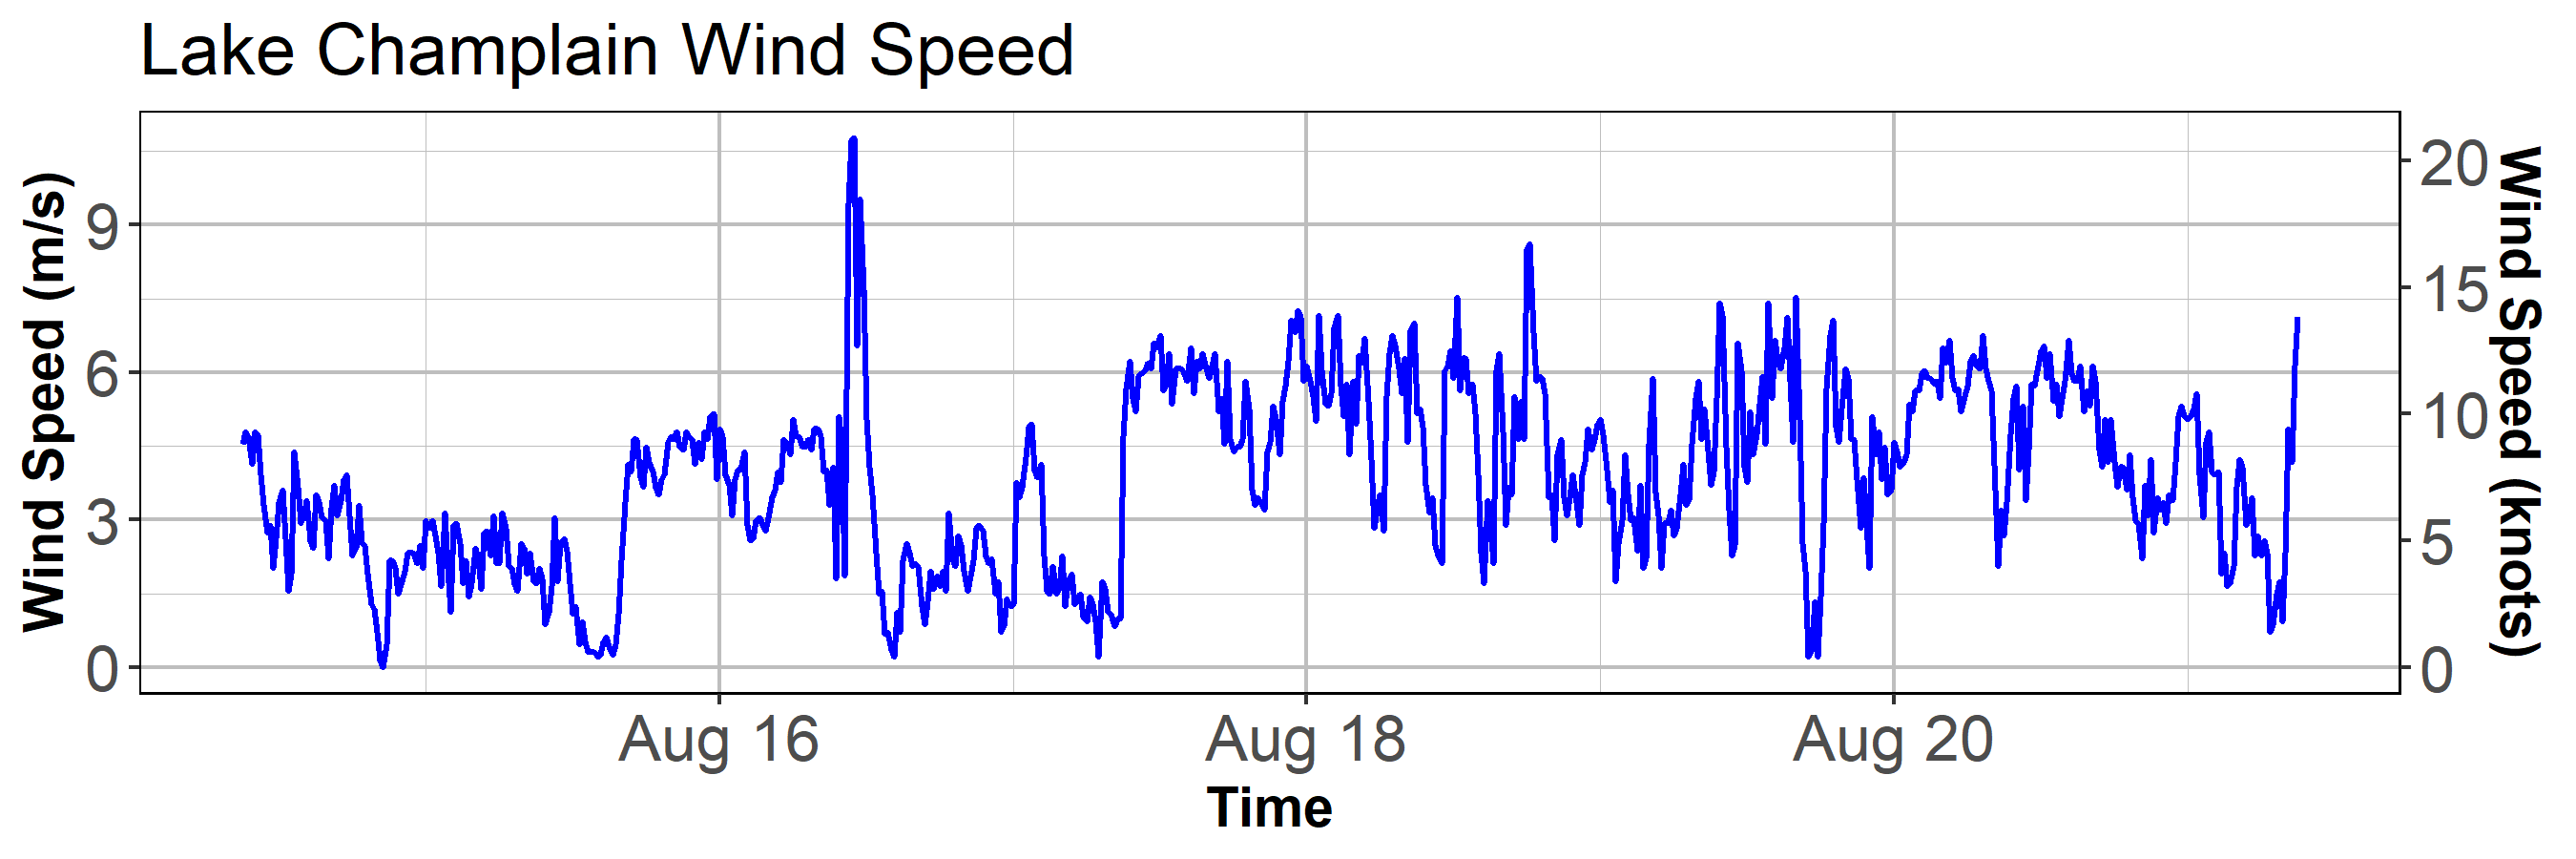 Lake Champlain Wind Speed
Wind Speed (m/s)
9
6
3
0
20
15
10
5
0
Wind Speed (knots)
Aug 16
Aug 18
Aug 20
Time